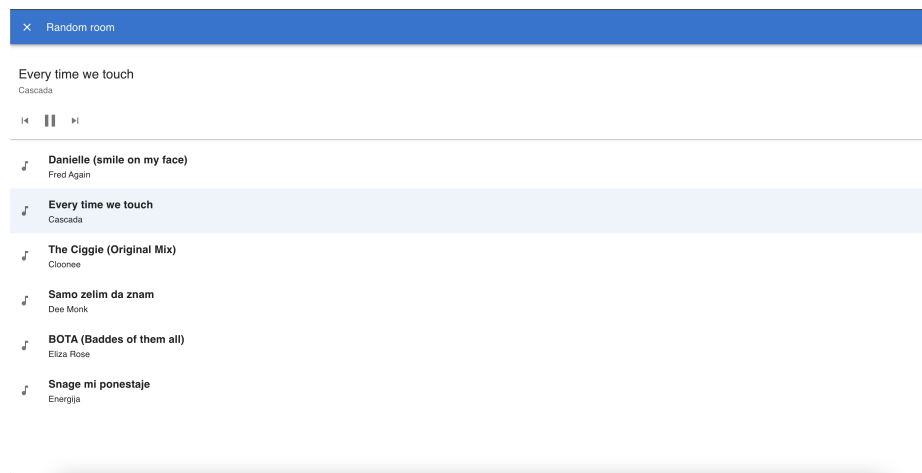 Random room
Every time we touch
Cascada
Danielle (smile on my face)
Fred Again
Every time we touch
Cascada
The Ciggie (Original Mix)
Cloonee
Samo zelim da znam
Dee Monk
BOTA (Baddes of them all)
Eliza Rose
Snage mi ponestaje
Energija